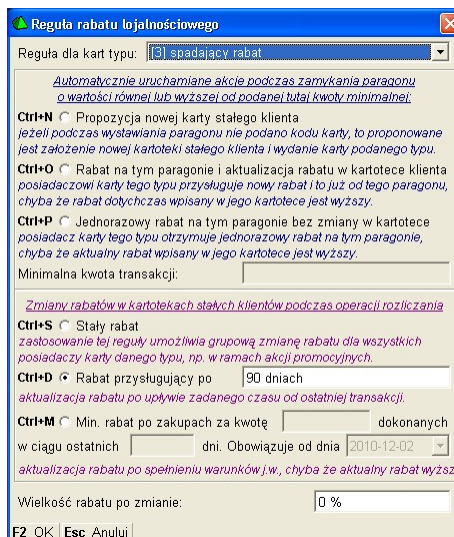 Reguła rabatu lojalnościowego
Reguła dla kart typu: [3] spadający rabat
Automatycznie uruchamiane akcje podczas zamykania paragonu
o wartości równej lub wyższej od podanej tutaj kwoty minimalnej:
Ctrl+N Propozycja nowej karty stałego klienta
jeżeli podczas wystawiania paragonu nie podano kodu karty, to proponowane
jest założenie nowej kartoteki stałego klienta i wydanie karty podanego typu.
Ctrl+O Rabat na tym paragonie i aktualizacja rabatu w kartotece klienta
posiadaczowi karty tego typu przysługuje nowy rabat i to już od tego paragonu,
chyba że rabat dotychczas wpisany w jego kartotece jest wyższy.
Ctrl+P Jednorazowy rabat na tym paragonie bez zmiany w kartotece
posiadacz karty tego typu otrzymuje jednorazowy rabat na tym paragonie,
chyba że aktualny rabat wpisany w jego kartotece jest wyższy.
Minimalna kwota transakcji:
Zmiany rabatów w kartotekach stałych klientów podczas operacji rozliczania
Ctrl+S Stały rabat
zastosowanie tej reguły umożliwia grupową zmianę rabatu dla wszystkich
posiadaczy karty danego typu, np. w ramach akcji promocyjnych.
Ctrl+D Rabat przysługujący po 90 dniach
aktualizacja rabatu po upływie zadanego czasu od ostatniej transakcji.
Ctrl+M Min. rabat po zakupach za kwotę dokonanych
w ciągu ostatnich dni. Obowiązuje od dnia 2010-12-02
aktualizacja rabatu po spełnieniu warunków j.w., chyba że aktualny rabat wyższ
Wielkość rabatu po zmianie: 0 %
F2 OK Esc Anuluj